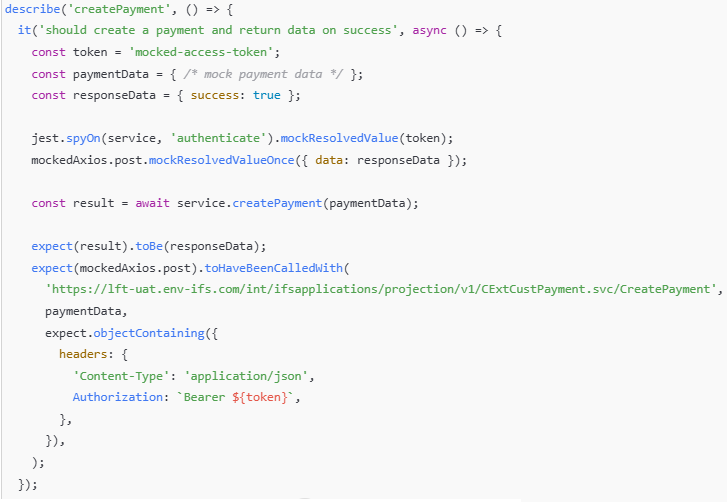 describe('createPayment', () => {
  it('should create a payment and return data on success', async () => {
    const token = 'mocked-access-token';
    const paymentData = { /* mock payment data */ };
    const responseData = { success: true };

    jest.spyOn(service, 'authenticate').mockResolvedValue(token);
    mockedAxios.post.mockResolvedValueOnce({ data: responseData });

    const result = await service.createPayment(paymentData);

    expect(result).toBe(responseData);
    expect(mockedAxios.post).toHaveBeenCalledWith(
      'https://lft-uat.env-ifs.com/int/ifsapplications/projection/v1/CExtCustPayment.svc/CreatePayment',
      paymentData,
      expect.objectContaining({
        headers: {
          'Content-Type': 'application/json',
          Authorization: `Bearer ${token}`,
        },
      }),
    );
  });